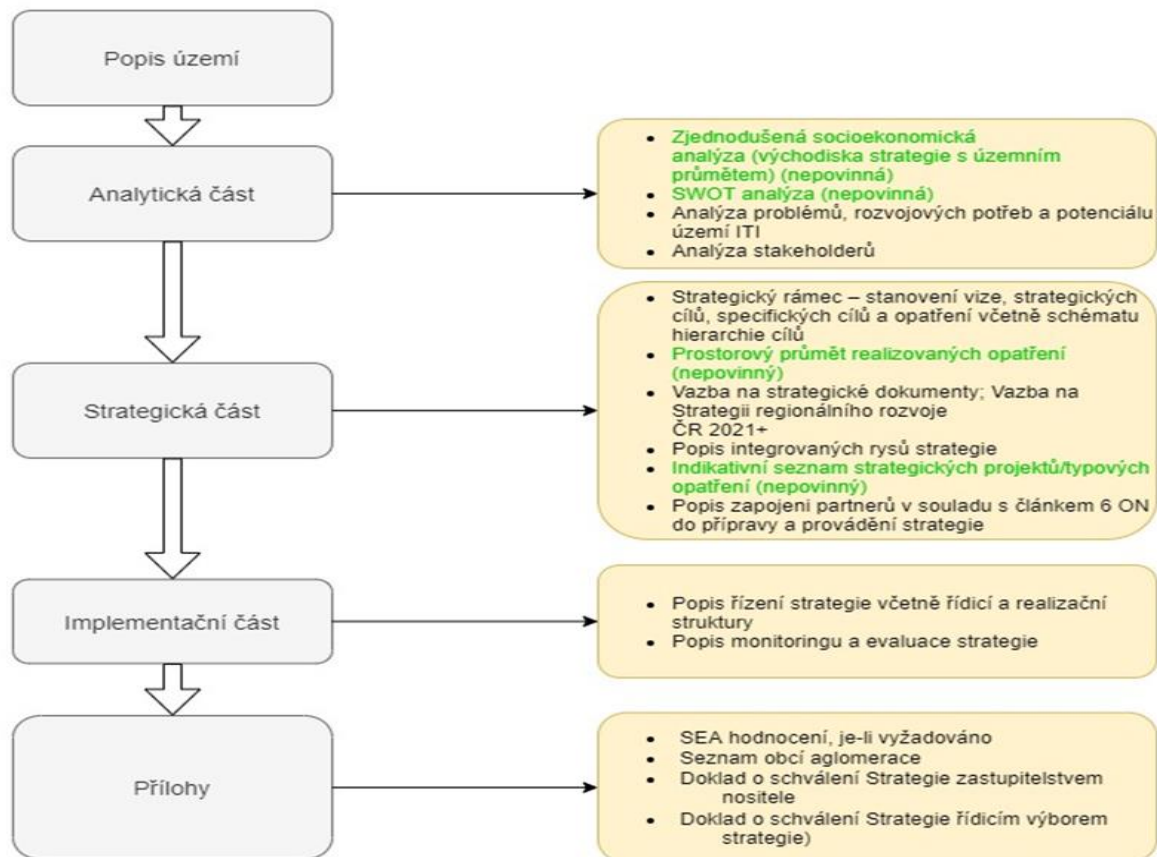 Popis území
Analytická část
• Zjednodušená socioekonomická
analýza (východiska strategie s územním
průmětem) (nepovinná)
• SWOT analýza (nepovinná)
• Analýza problémů, rozvojových potřeb a potenciálu
území ITI
• Analýza stakeholderů
Strategická část
• Strategický rámec – stanovení vize, strategických
cílů, specifických cílů a opatření včetně schématu
hierarchie cílů
• Prostorový průmět realizovaných opatření
(nepovinný)
• Vazba na strategické dokumenty; Vazba na
Strategii regionálního rozvoje
ČR 2021+
• Popis integrovaných rysů strategie
• Indikativní seznam strategických projektů/typových
opatření (nepovinný)
• Popis zapojeni partnerů v souladu s článkem 6 ON
do přípravy a provádění strategie
Implementační část
• Popis řízení strategie včetně řídicí a realizační
struktury
• Popis monitoringu a evaluace strategie
Přílohy
• SEA hodnocení, je-li vyžadováno
• Seznam obcí aglomerace
• Doklad o schválení Strategie zastupitelstvem
nositele
• Doklad o schválení Strategie řídicím výborem
strategie)